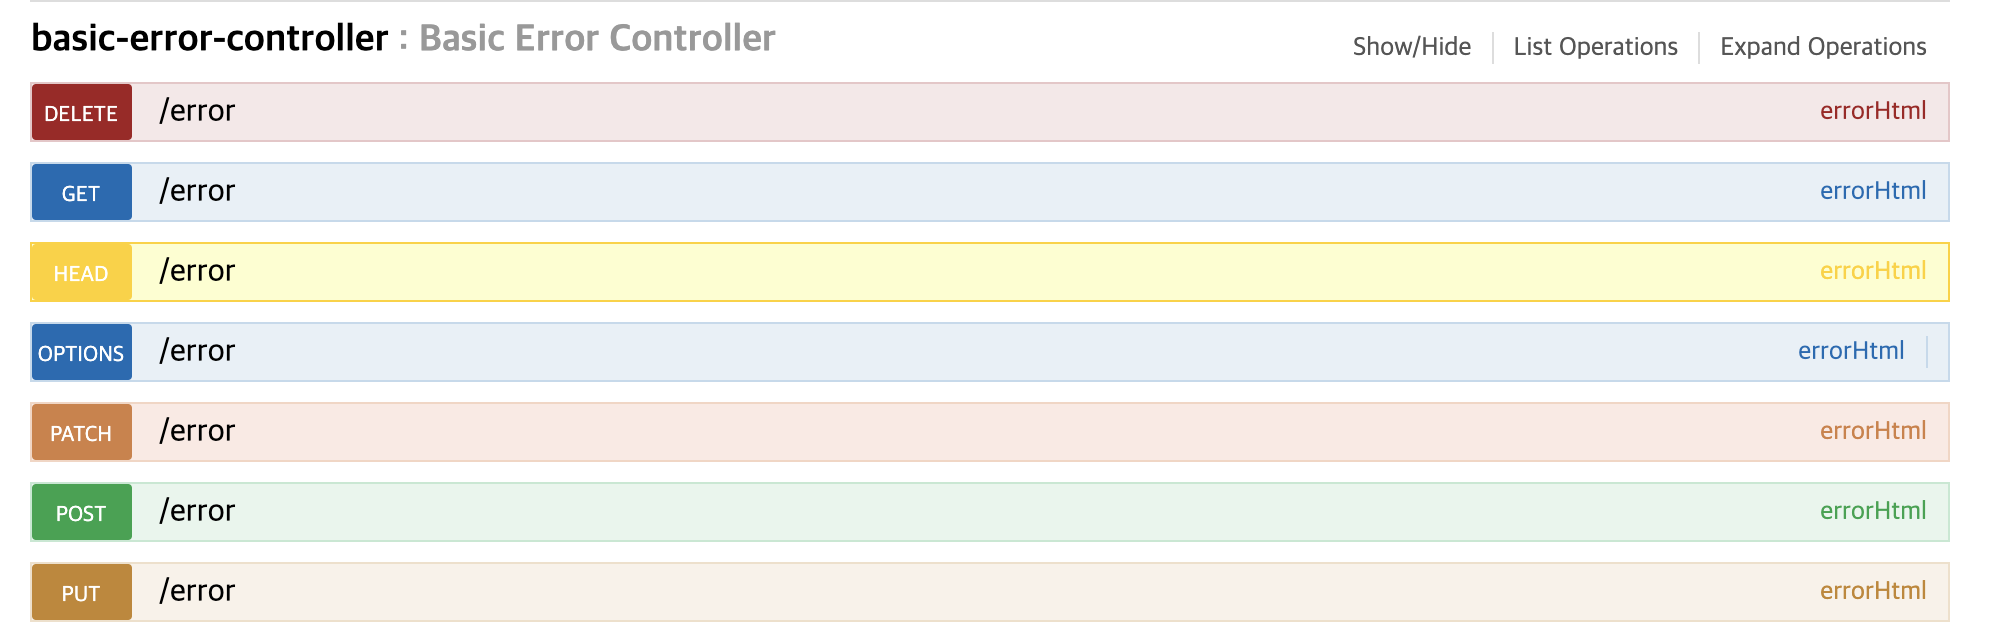 basic-error-controller : Basic Error Controller Show/Hide List Operations Expand Operations
DELETE /error errorHtml
GET /error errorHtml
HEAD /error errorHtml
OPTIONS /error errorHtml
PATCH /error errorHtml
POST /error errorHtml
PUT /error errorHtml